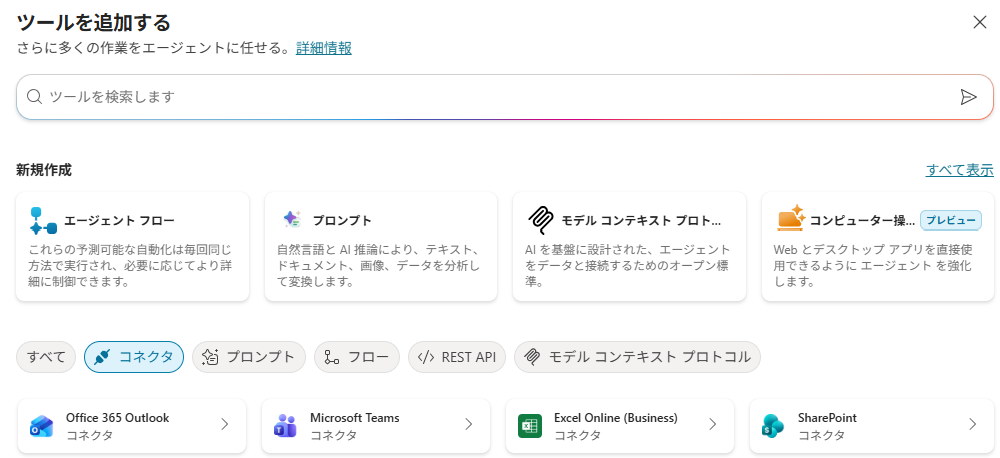 ツールを追加する
さらに多くの作業をエージェントに任せる。詳細情報
ツールを検索します
新規作成
すべて表示
エージェント フロー
これらの予測可能な自動化は毎回同じ
方法で実行され、必要に応じてより詳
細に制御できます。
プロンプト
自然言語と AI 推論により、テキスト、
ドキュメント、画像、データを分析し
て変換します。
モデル コンテキスト プロト...
AI を基盤に設計された、エージェント
をデータと接続するためのオープン標
準。
コンピューター操... プレビュー
Web とデスクトップ アプリを直接使
用できるように エージェント を強化
します。
すべて
コネクタ
プロンプト
フロー
REST API
モデル コンテキスト プロトコル
Office 365 Outlook
コネクタ
Microsoft Teams
コネクタ
Excel Online (Business)
コネクタ
SharePoint
コネクタ